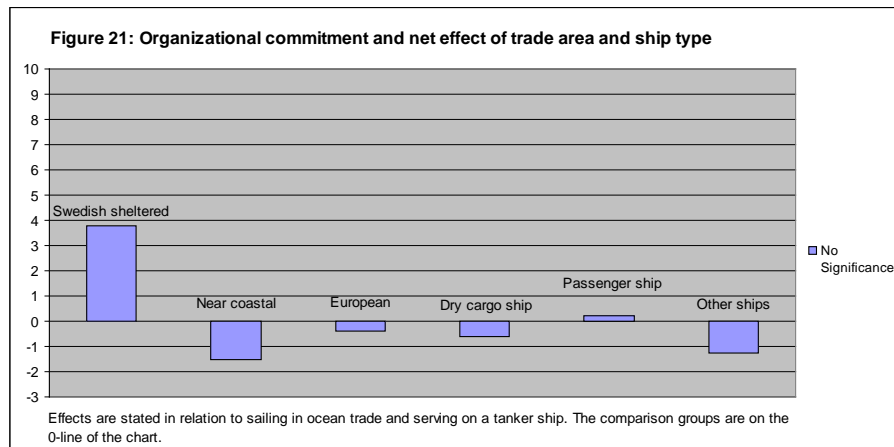 Figure 21: Organizational commitment and net effect of trade area and ship type
10
9
8
7
6
5
4
3
2
1
0
-1
-2
-3
Swedish sheltered
Near coastal
European
Dry cargo ship
Passenger ship
Other ships
No
Significance
Effects are stated in relation to sailing in ocean trade and serving on a tanker ship. The comparison groups are on the
0-line of the chart.